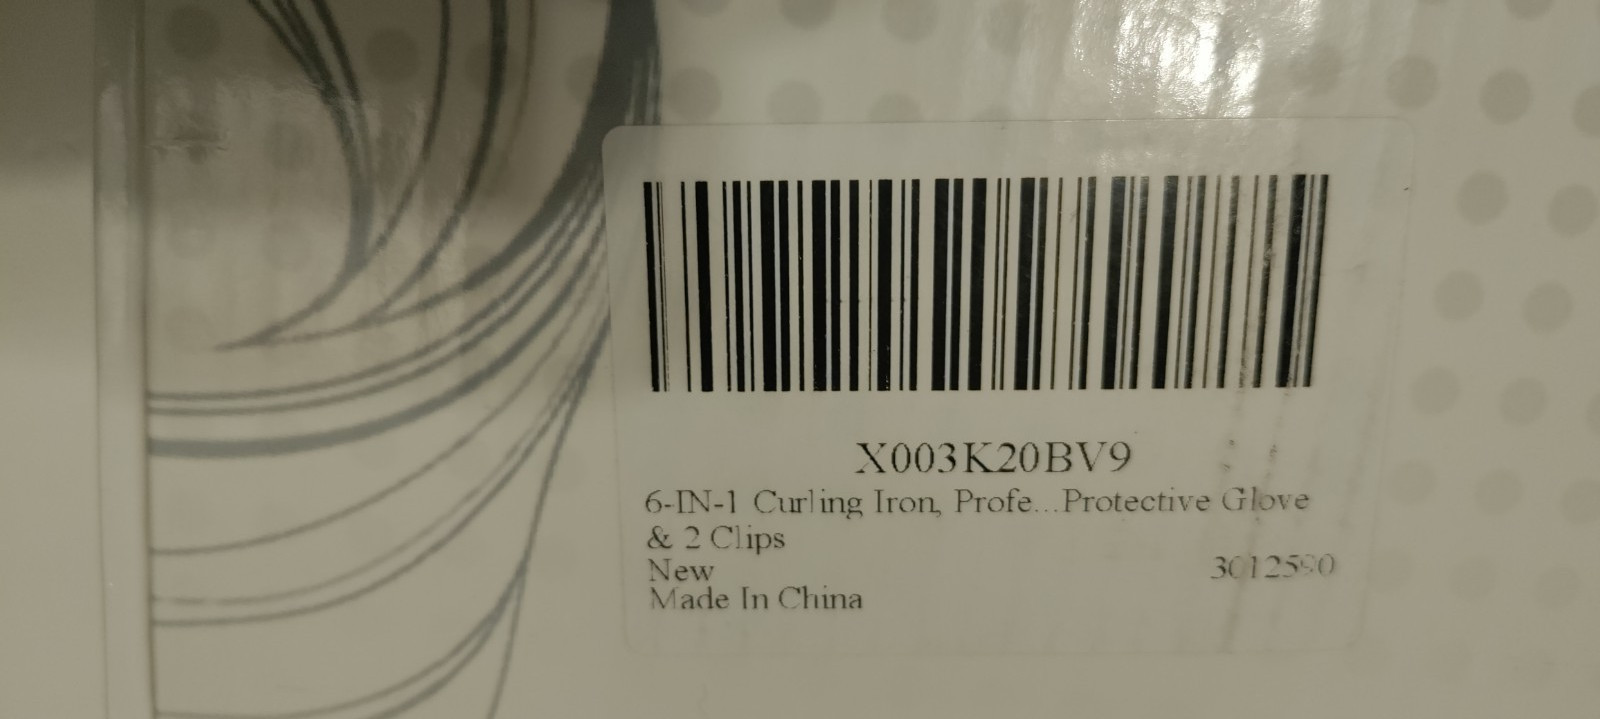 X003K20BV9
6-IN-1 Curling Iron, Profe...Protective Glove
& 2 Clips
New
3012590
Made In China